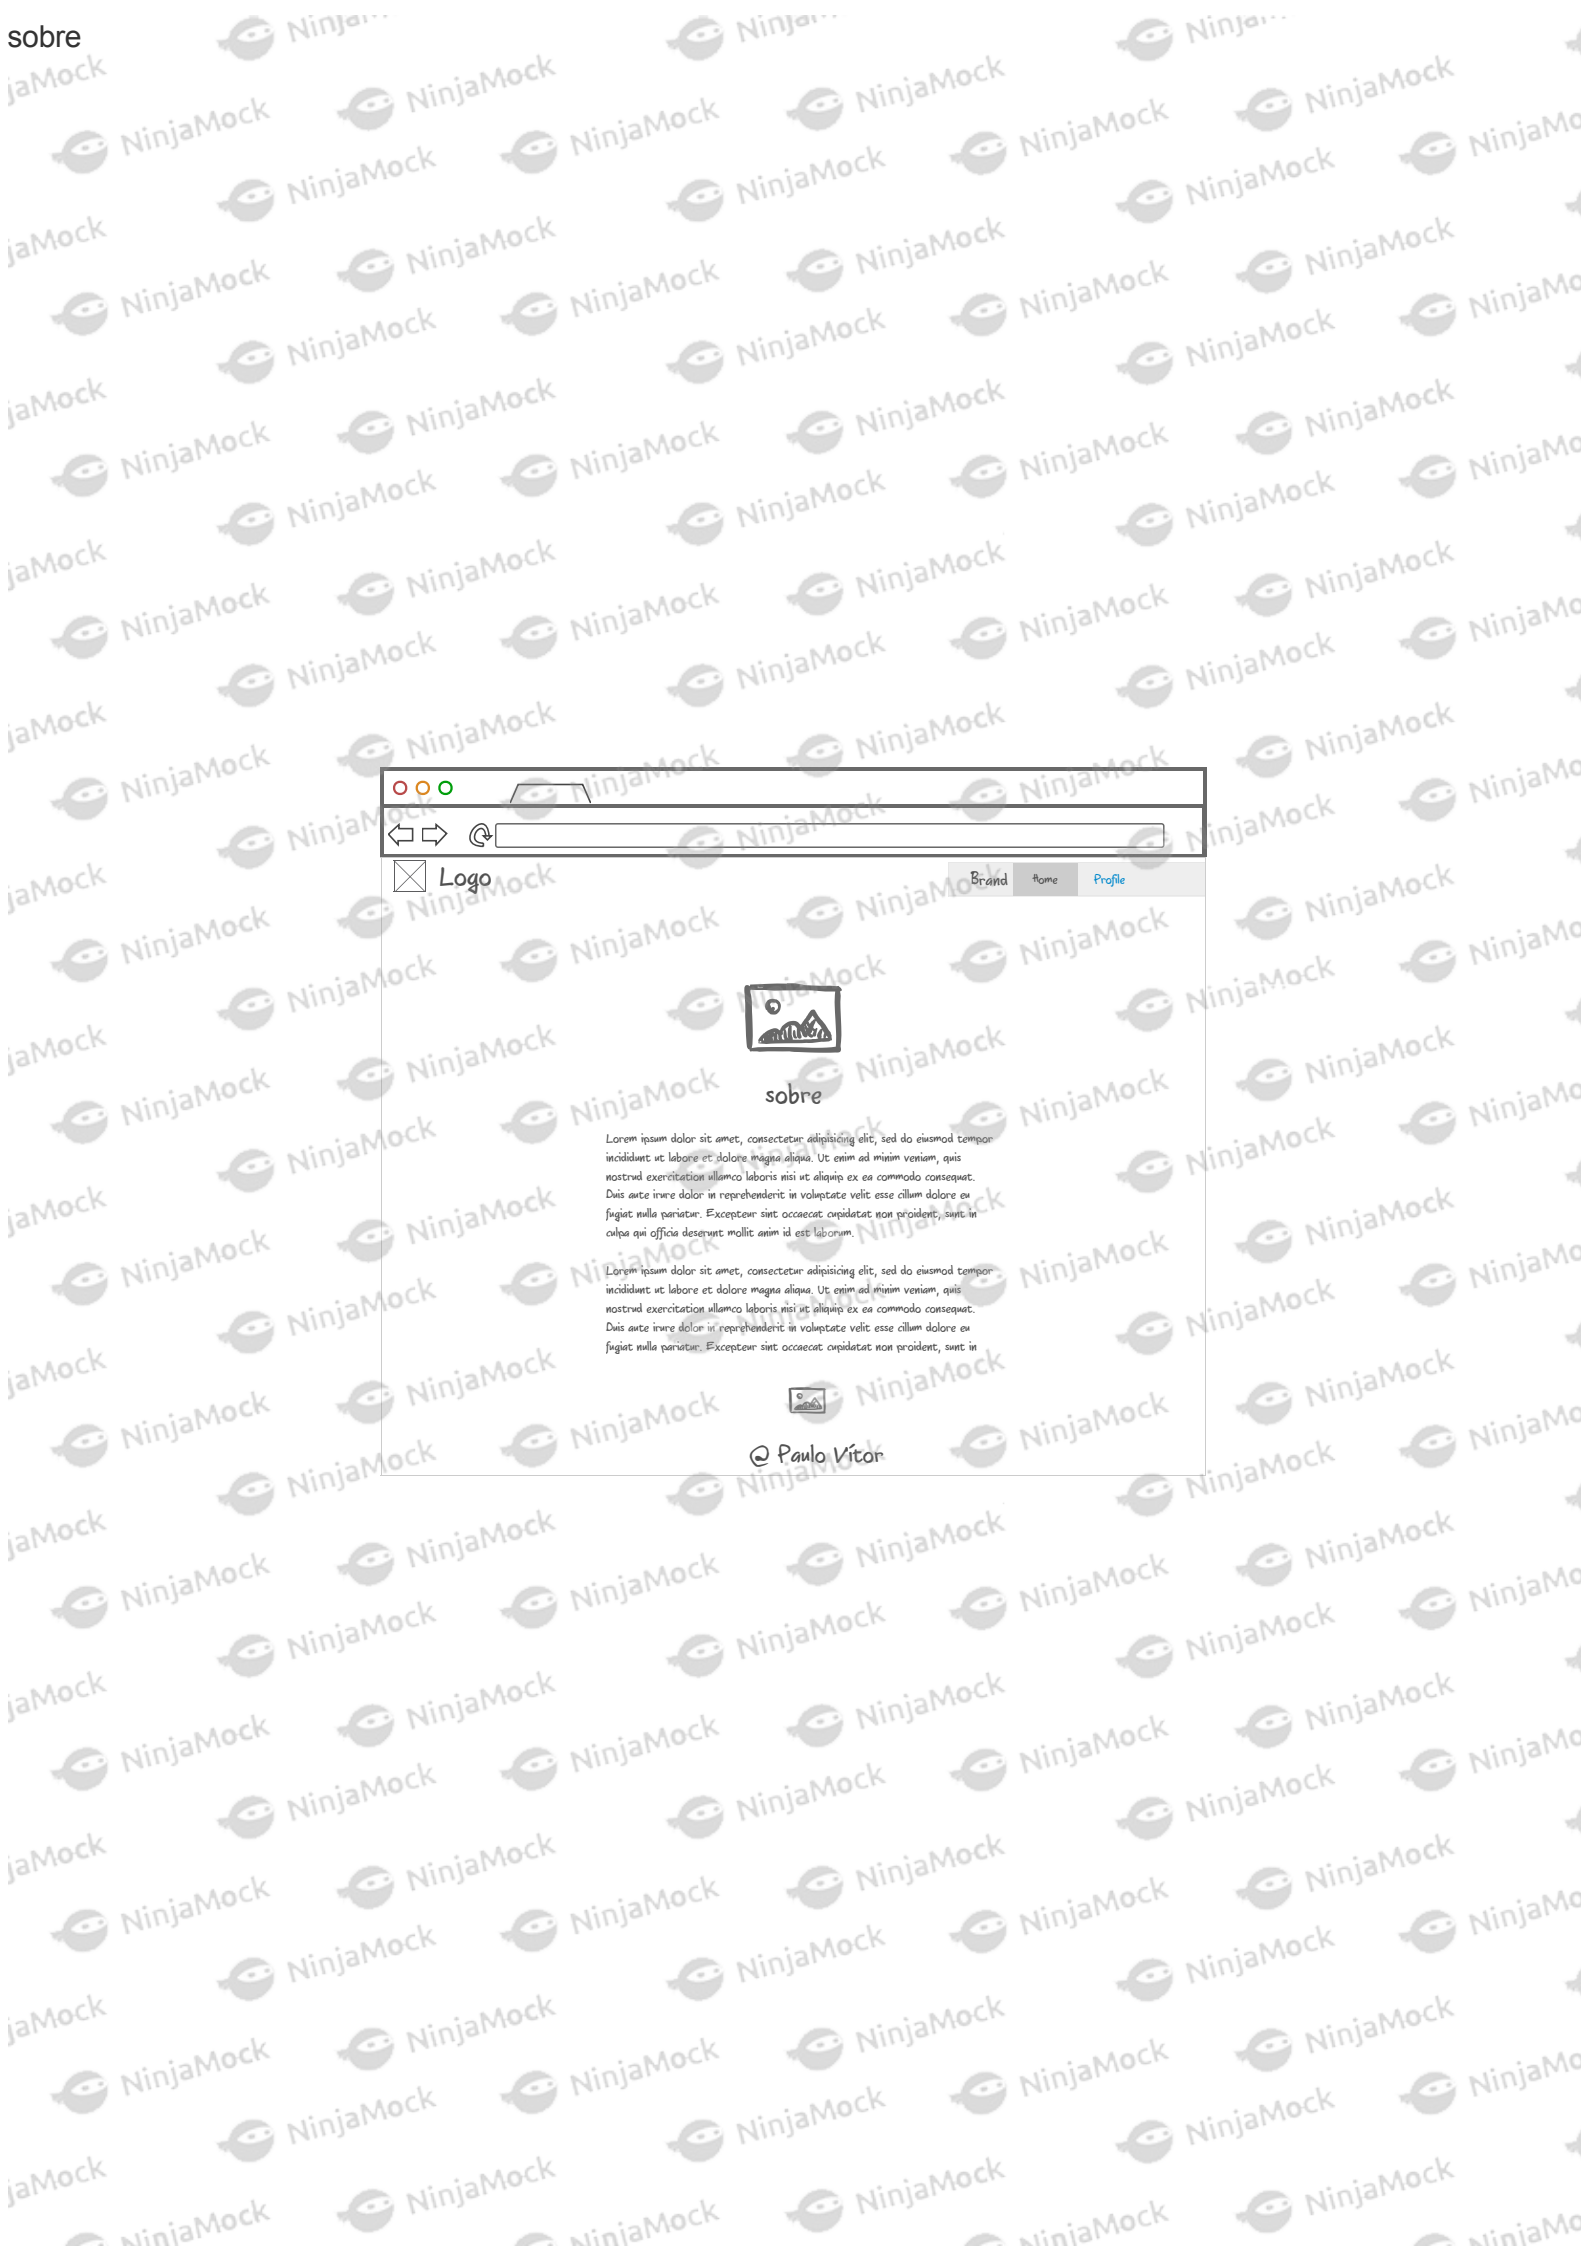 sobre
Logo
Brand Home Profile
sobre
Lorem ipsum dolor sit amet, consectetur adipisicing elit, sed do eiusmod tempor
incididunt ut labore et dolore magna aliqua. Ut enim ad minim veniam, quis
nostrud exercitation ullamco laboris nisi ut aliquip ex ea commodo consequat.
Duis aute irure dolor in reprehenderit in voluptate velit esse cillum dolore eu
fugiat nulla pariatur. Excepteur sint occaecat cupidatat non proident, sunt in
culpa qui officia deserunt mollit anim id est laborum.
Lorem ipsum dolor sit amet, consectetur adipisicing elit, sed do eiusmod tempor
incididunt ut labore et dolore magna aliqua. Ut enim ad minim veniam, quis
nostrud exercitation ullamco laboris nisi ut aliquip ex ea commodo consequat.
Duis aute irure dolor in reprehenderit in voluptate velit esse cillum dolore eu
fugiat nulla pariatur. Excepteur sint occaecat cupidatat non proident, sunt in
@ Paulo Vítor
NinjaMock